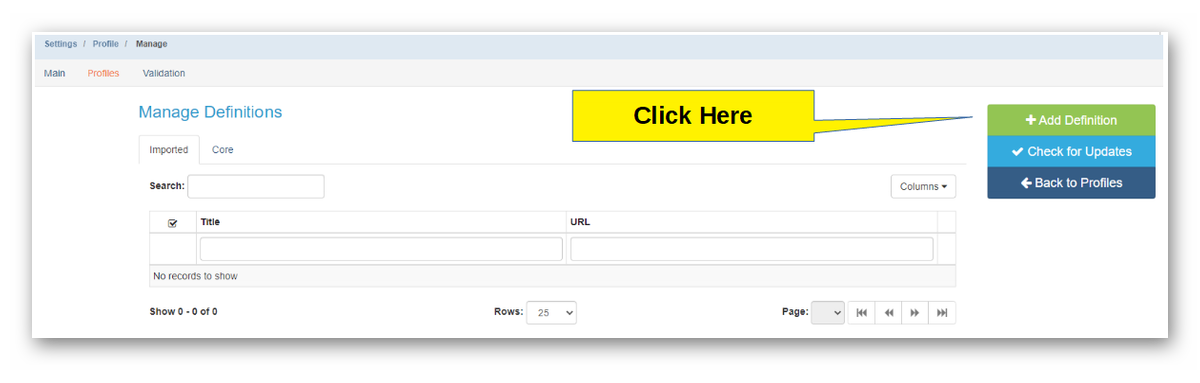 Settings / Profile / Manage
Main Profiles Validation
Manage Definitions
Click Here
Add Definition
Check for Updates
Back to Profiles
Imported Core
Search:
Columns
Title URL
No records to show
Show 0 - 0 of 0 Rows: 25 Page: